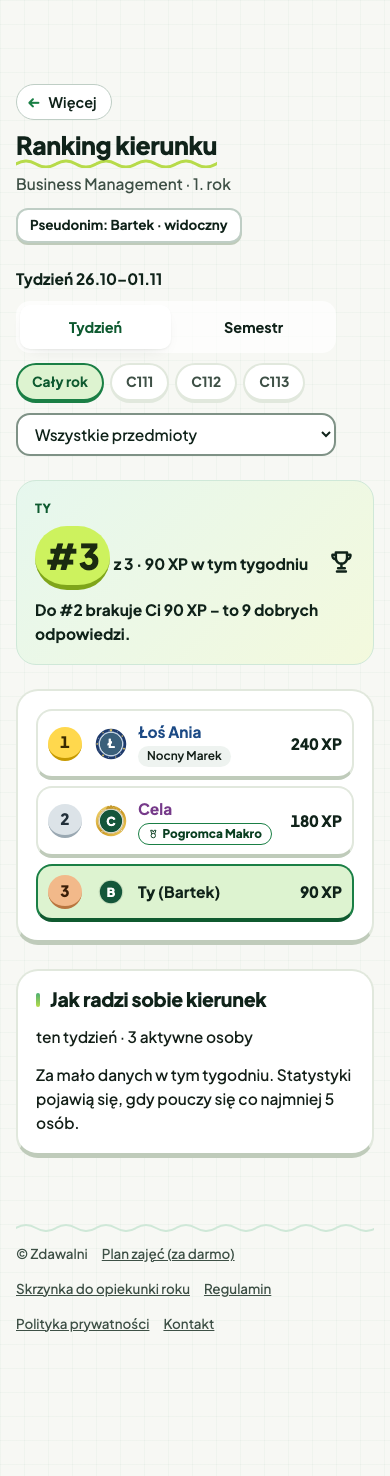 ← Więcej
Ranking kierunku
Business Management · 1. rok
Pseudonim: Bartek · widoczny
Tydzień 26.10–01.11
Tydzień Semestr
Cały rok C111 C112 C113
Wszystkie przedmioty
TY
#3 z 3 · 90 XP w tym tygodniu
Do #2 brakuje Ci 90 XP – to 9 dobrych
odpowiedzi.
1 Ł Łoś Ania 240 XP
Nocny Marek
2 C Cela 180 XP
Pogromca Makro
3 B Ty (Bartek) 90 XP
Jak radzi sobie kierunek
ten tydzień · 3 aktywne osoby
Za mało danych w tym tygodniu. Statystyki
pojawią się, gdy pouczy się co najmniej 5
osób.
© Zdawalni Plan zajęć (za darmo)
Skrzynka do opiekunki roku Regulamin
Polityka prywatności Kontakt